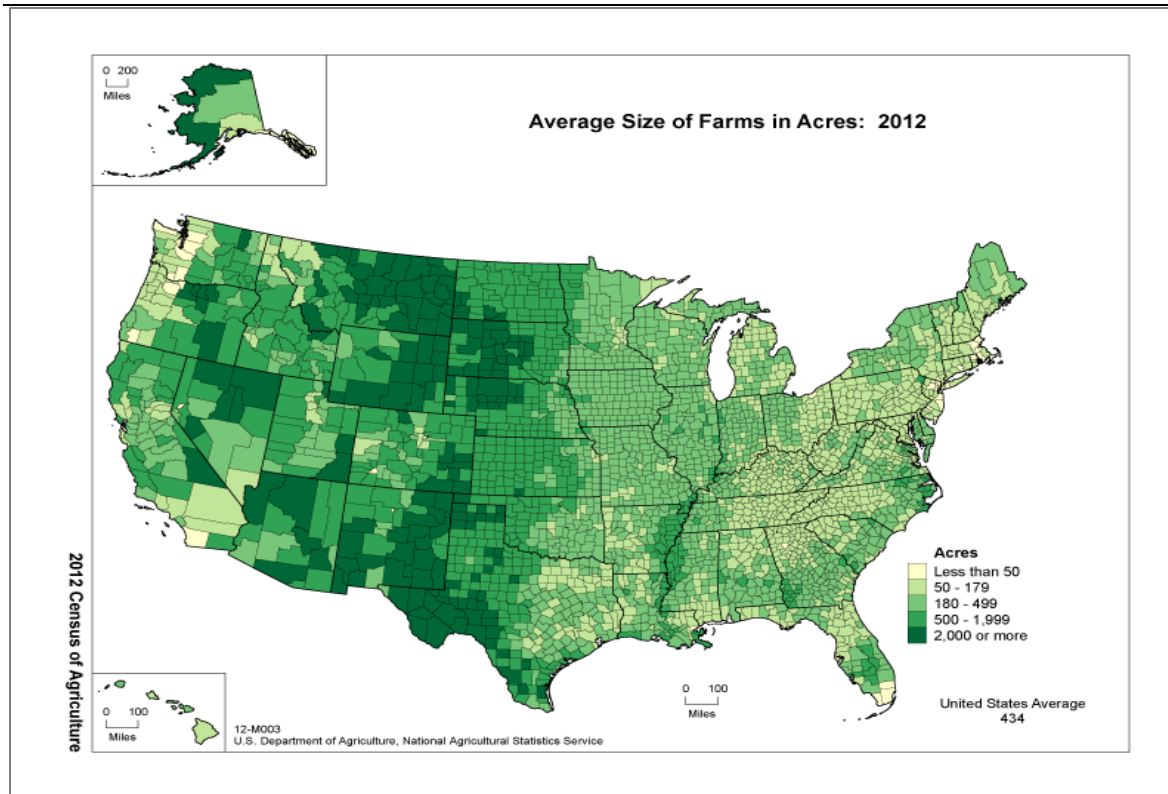 0 200
Miles
Average Size of Farms in Acres: 2012
Acres
Less than 50
50 - 179
180 - 499
500 - 1,999
2,000 or more
2012 Census of Agriculture
0 100
Miles
0 100
Miles
United States Average
434
12-M003
U.S. Department of Agriculture, National Agricultural Statistics Service